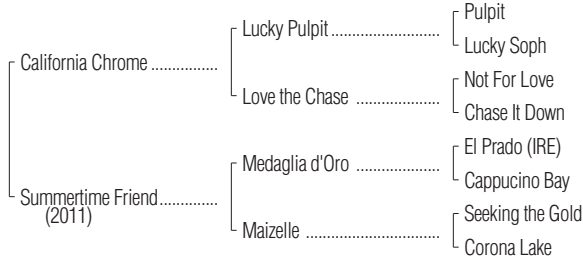 Pulpit
Lucky Pulpit ........................
Lucky Soph
California Chrome ................
Not For Love
Love the Chase ....................
Chase It Down
El Prado (IRE)
Medaglia d'Oro ..................
Cappucino Bay
Summertime Friend ..............
(2011)
Seeking the Gold
Maizelle ..............................
Corona Lake